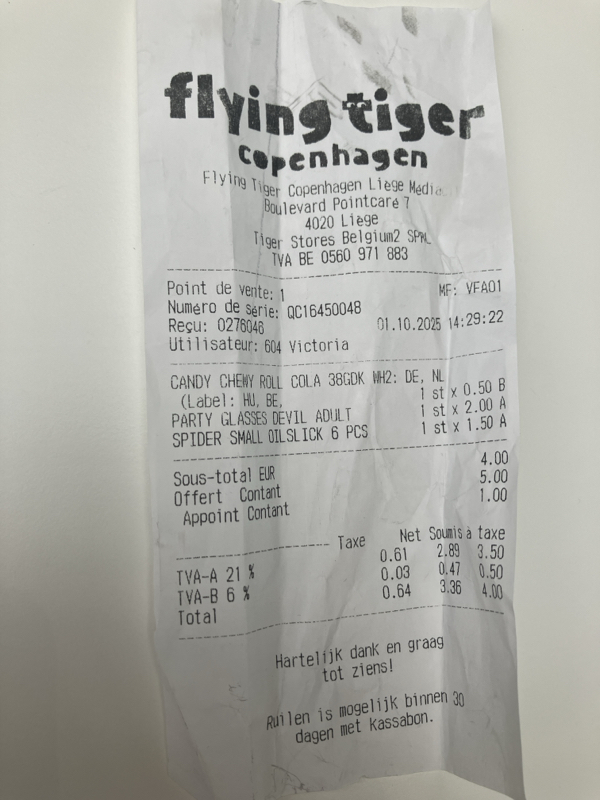 flying tiger
copenhagen
Flying Tiger Copenhagen Liège Média
Boulevard Pointcaré 7
4020 Liège
Tiger Stores Belgium2 SPRL
TVA BE 0560 971 883
Point de vente: 1 MF: VFA01
Numéro de série: QC16450048
Reçu: 0276046 01.10.2025 14:29:22
Utilisateur: 604 Victoria
CANDY CHEWY ROLL COLA 38GDK WH2: DE, NL
(Label: HU, BE, 1 st x 0.50 B
PARTY GLASSES DEVIL ADULT 1 st x 2.00 A
SPIDER SMALL OILSLICK 6 PCS 1 st x 1.50 A
Sous-total EUR 4.00
Offert Contant 5.00
Appoint Contant 1.00
Taxe Net Soumis à taxe
TVA-A 21 % 0.61 2.89 3.50
TVA-B 6 % 0.03 0.47 0.50
Total 0.64 3.36 4.00
Hartelijk dank en graag
tot ziens!
Ruilen is mogelijk binnen 30
dagen met kassabon.